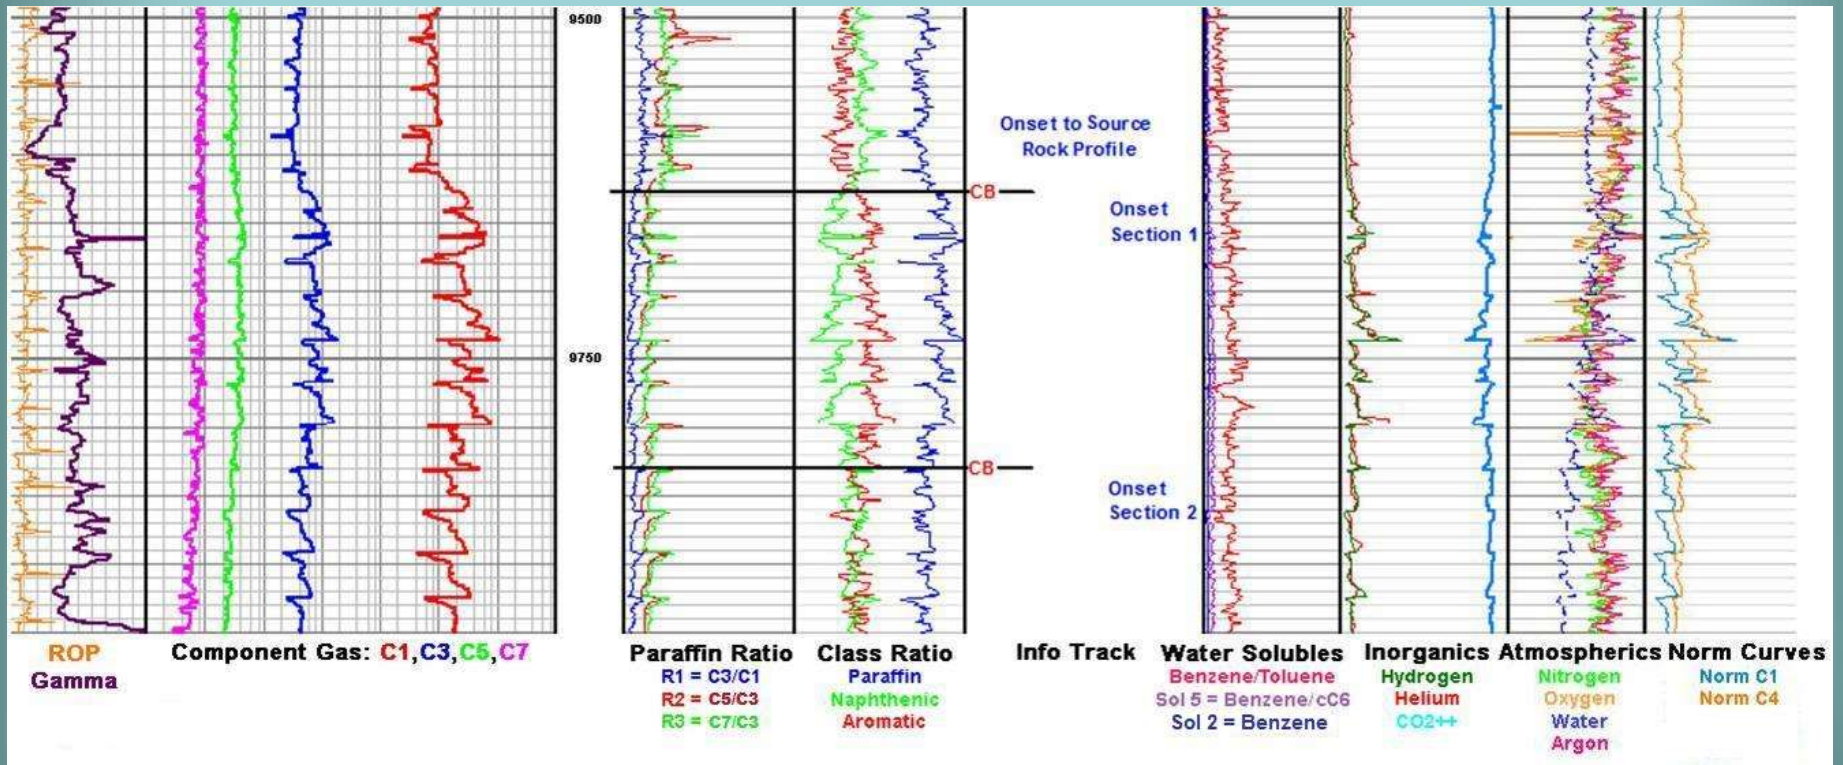 9500
Onset to Source
Rock Profile
CB
Onset
Section 1
9750
CB
Onset
Section 2
ROP
Gamma
Component Gas: C1,C3,C5,C7
Paraffin Ratio
R1 = C3/C1
R2 = C5/C3
R3 = C7/C3
Class Ratio
Paraffin
Naphthenic
Aromatic
Info Track
Water Solubles
Benzene/Toluene
Sol 5 = Benzene/cC6
Sol 2 = Benzene
Inorganics
Hydrogen
Helium
CO2++
Atmospherics
Nitrogen
Oxygen
Water
Argon
Norm Curves
Norm C1
Norm C4